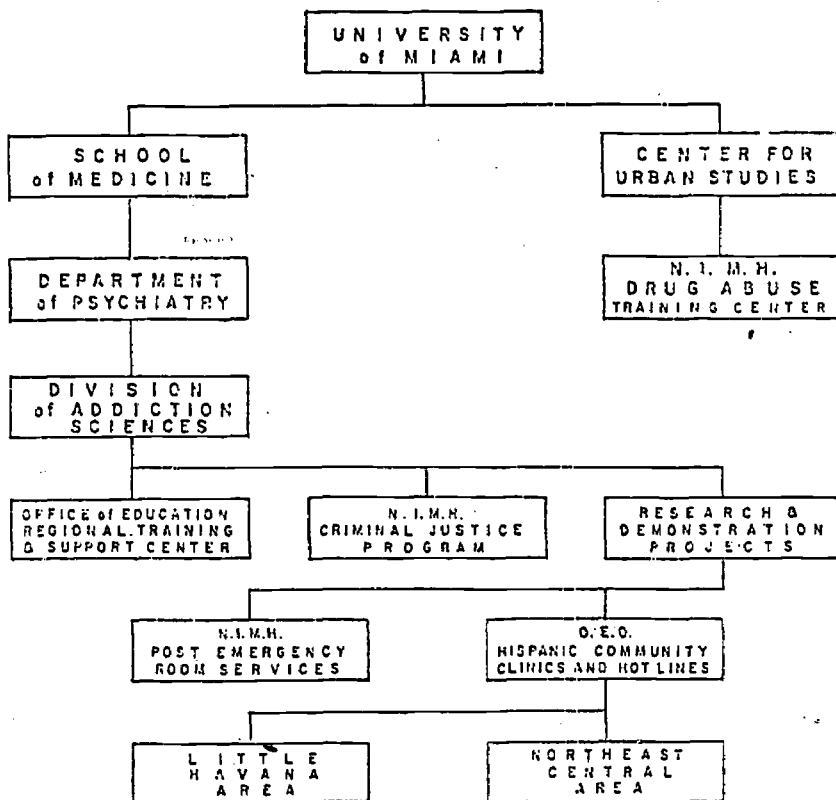 UNIVERSITY
of MIAMI
SCHOOL
of MEDICINE
CENTER FOR
URBAN STUDIES
DEPARTMENT
of PSYCHIATRY
N.I.M.H.
DRUG ABUSE
TRAINING CENTER
DIVISION
of ADDICTION
SCIENCES
OFFICE of EDUCATION
REGIONAL TRAINING
& SUPPORT CENTER
N.I.M.H.
CRIMINAL JUSTICE
PROGRAM
RESEARCH &
DEMONSTRATION
PROJECTS
N.I.M.H.
POST EMERGENCY
ROOM SERVICES
O.E.O.
HISPANIC COMMUNITY
CLINICS AND HOT LINES
LITTLE
HAVANA
AREA
NORTHEAST
CENTRAL
AREA